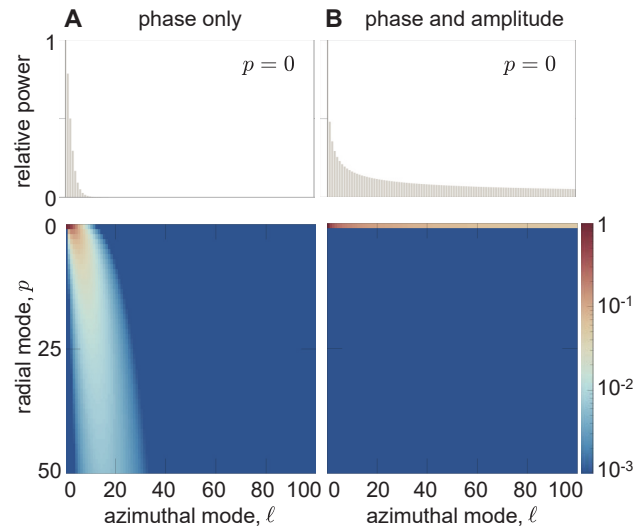 A phase only
B phase and amplitude
relative power
1
0
p = 0
p = 0
radial mode, p
0
25
50
0 20 40 60 80 100
azimuthal mode, ℓ
0 20 40 60 80 100
azimuthal mode, ℓ
1
10⁻¹
10⁻²
10⁻³